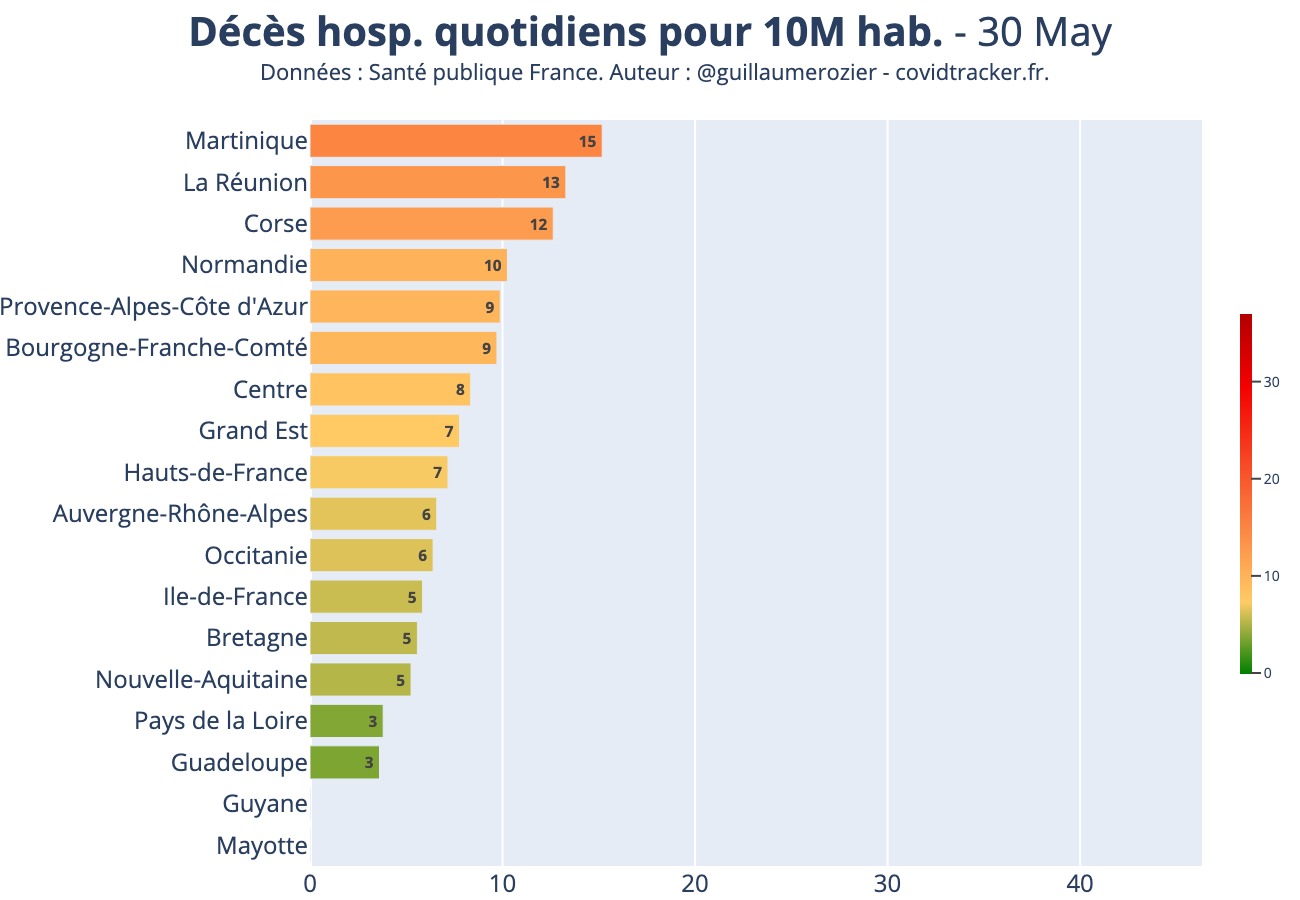 Décès hosp. quotidiens pour 10M hab. - 30 May
Données : Santé publique France. Auteur : @guillaumerozier - covidtracker.fr.
Martinique 15
La Réunion 13
Corse 12
Normandie 10
Provence-Alpes-Côte d'Azur 9
Bourgogne-Franche-Comté 9
Centre 8
Grand Est 7
Hauts-de-France 7
Auvergne-Rhône-Alpes 6
Occitanie 6
Ile-de-France 5
Bretagne 5
Nouvelle-Aquitaine 5
Pays de la Loire 3
Guadeloupe 3
Guyane
Mayotte
0 10 20 30 40
30
20
10
0